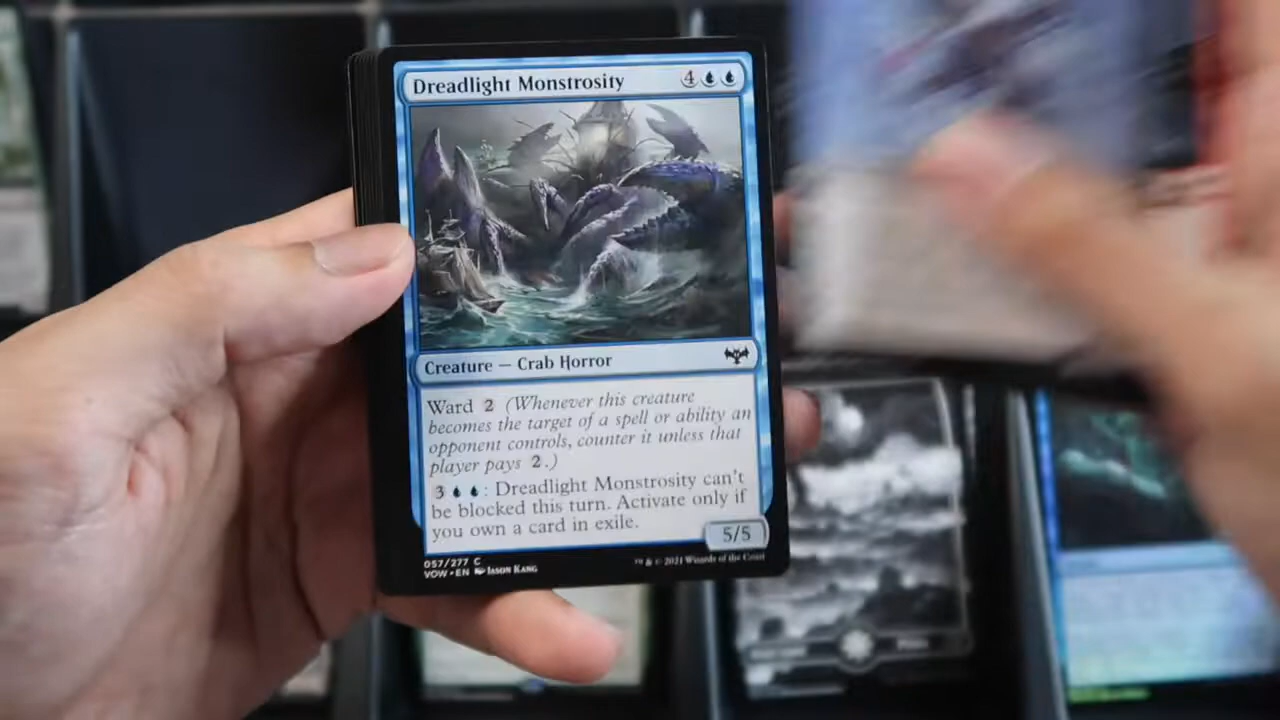 Dreadlight Monstrosity 4
Creature — Crab Horror
Ward 2 (Whenever this creature
becomes the target of a spell or ability an
opponent controls, counter it unless that
player pays 2.)
3 : Dreadlight Monstrosity can't
be blocked this turn. Activate only if
you own a card in exile.
5/5
057/277 C
VOW • EN Jason Kang
™ & © 2021 Wizards of the Coast